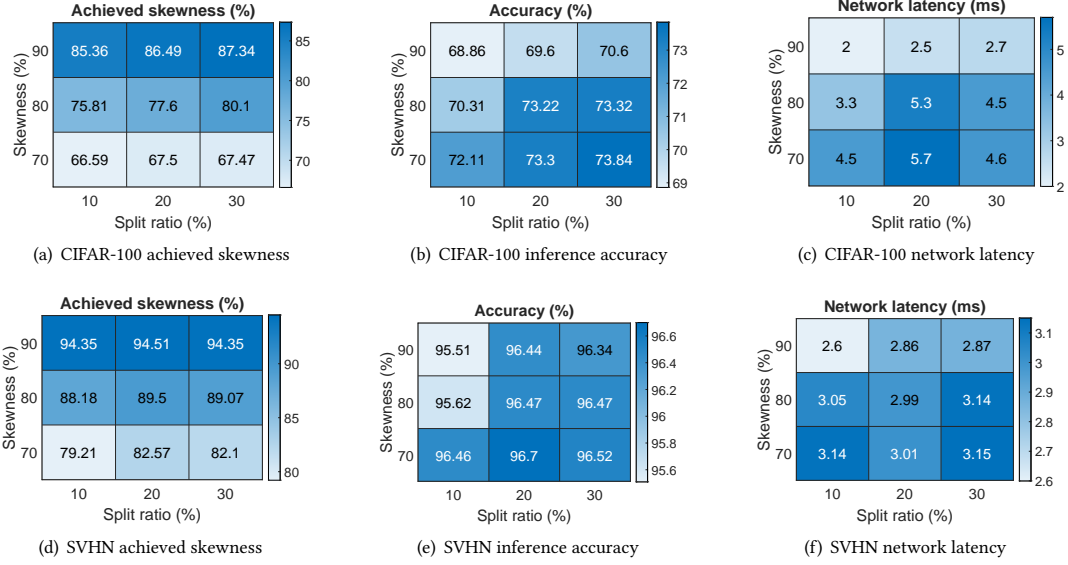 Achieved skewness (%)
Skewness (%)
90 85.36 86.49 87.34
80 75.81 77.6 80.1
70 66.59 67.5 67.47
10 20 30
Split ratio (%)
85
80
75
70
(a) CIFAR-100 achieved skewness
Accuracy (%)
Skewness (%)
90 68.86 69.6 70.6
80 70.31 73.22 73.32
70 72.11 73.3 73.84
10 20 30
Split ratio (%)
73
72
71
70
69
(b) CIFAR-100 inference accuracy
Network latency (ms)
Skewness (%)
90 2 2.5 2.7
80 3.3 5.3 4.5
70 4.5 5.7 4.6
10 20 30
Split ratio (%)
5
4
3
2
(c) CIFAR-100 network latency
Achieved skewness (%)
Skewness (%)
90 94.35 94.51 94.35
80 88.18 89.5 89.07
70 79.21 82.57 82.1
10 20 30
Split ratio (%)
90
85
80
(d) SVHN achieved skewness
Accuracy (%)
Skewness (%)
90 95.51 96.44 96.34
80 95.62 96.47 96.47
70 96.46 96.7 96.52
10 20 30
Split ratio (%)
96.6
96.4
96.2
96
95.8
95.6
(e) SVHN inference accuracy
Network latency (ms)
Skewness (%)
90 2.6 2.86 2.87
80 3.05 2.99 3.14
70 3.14 3.01 3.15
10 20 30
Split ratio (%)
3.1
3
2.9
2.8
2.7
2.6
(f) SVHN network latency